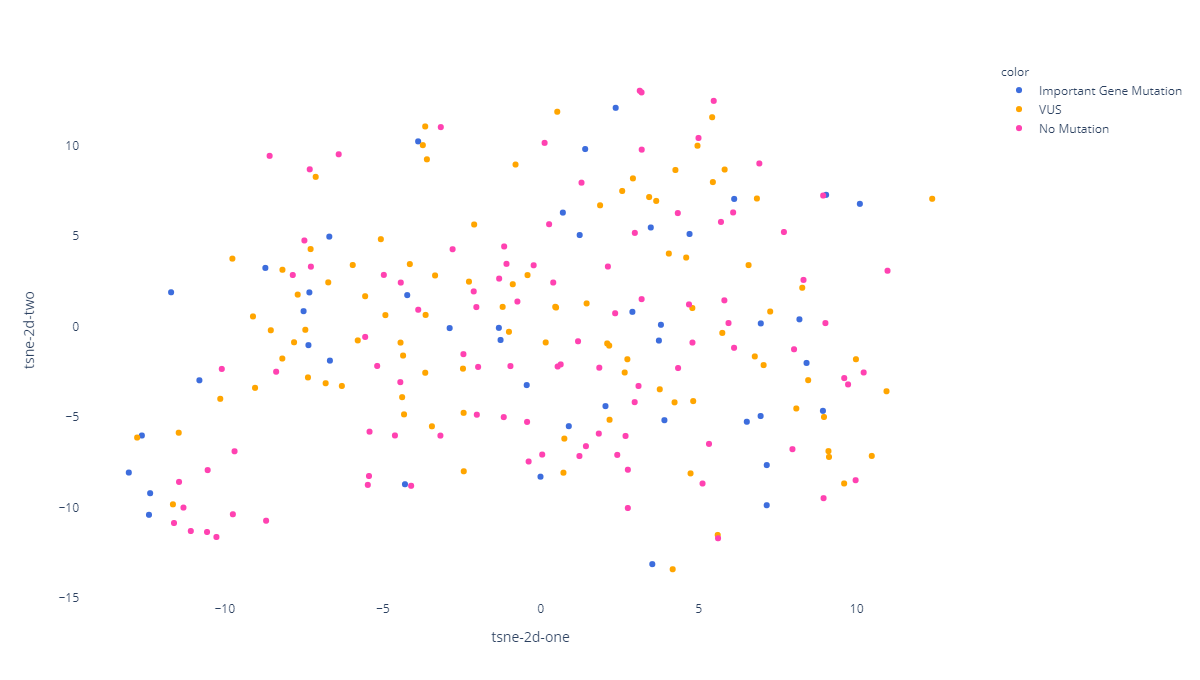 color
Important Gene Mutation
VUS
No Mutation
10
5
0
−5
−10
−15
tsne-2d-two
−10
−5
0
5
10
tsne-2d-one